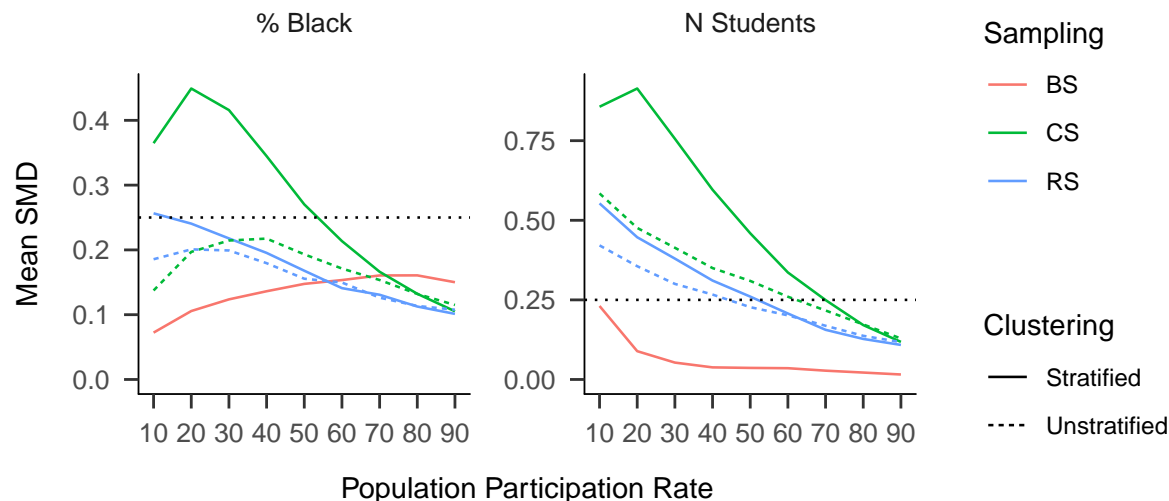 % Black
N Students
Sampling
BS
CS
RS
Clustering
Stratified
Unstratified
Mean SMD
0.4
0.3
0.2
0.1
0.0
0.75
0.50
0.25
0.00
10 20 30 40 50 60 70 80 90
10 20 30 40 50 60 70 80 90
Population Participation Rate